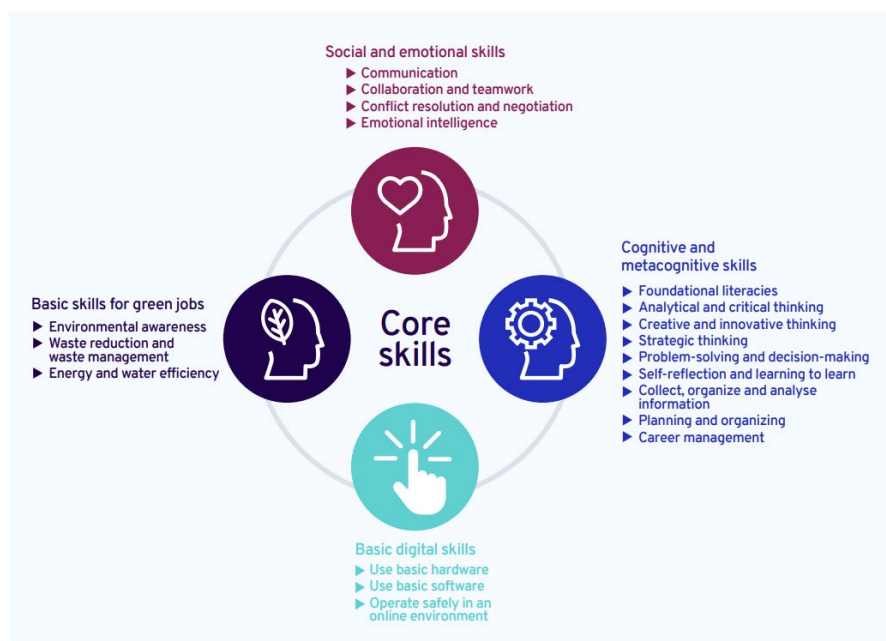 Social and emotional skills
▶ Communication
▶ Collaboration and teamwork
▶ Conflict resolution and negotiation
▶ Emotional intelligence
Cognitive and
metacognitive skills
▶ Foundational literacies
▶ Analytical and critical thinking
▶ Creative and innovative thinking
▶ Strategic thinking
▶ Problem-solving and decision-making
▶ Self-reflection and learning to learn
▶ Collect, organize and analyse
information
▶ Planning and organizing
▶ Career management
Basic skills for green jobs
▶ Environmental awareness
▶ Waste reduction and
waste management
▶ Energy and water efficiency
Core
skills
Basic digital skills
▶ Use basic hardware
▶ Use basic software
▶ Operate safely in an
online environment